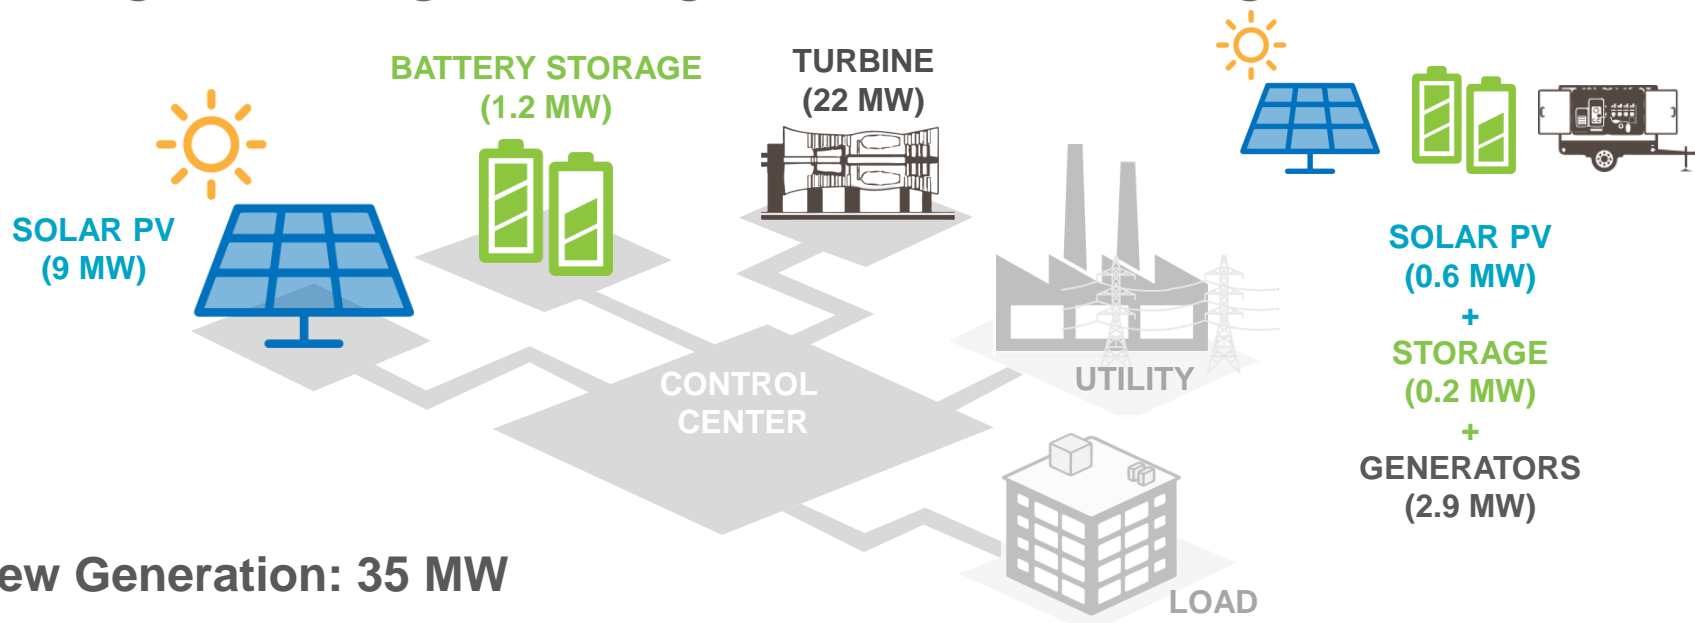 BATTERY STORAGE
(1.2 MW)
TURBINE
(22 MW)
SOLAR PV
(9 MW)
CONTROL
CENTER
UTILITY
LOAD
SOLAR PV
(0.6 MW)
+
STORAGE
(0.2 MW)
+
GENERATORS
(2.9 MW)
ew Generation: 35 MW